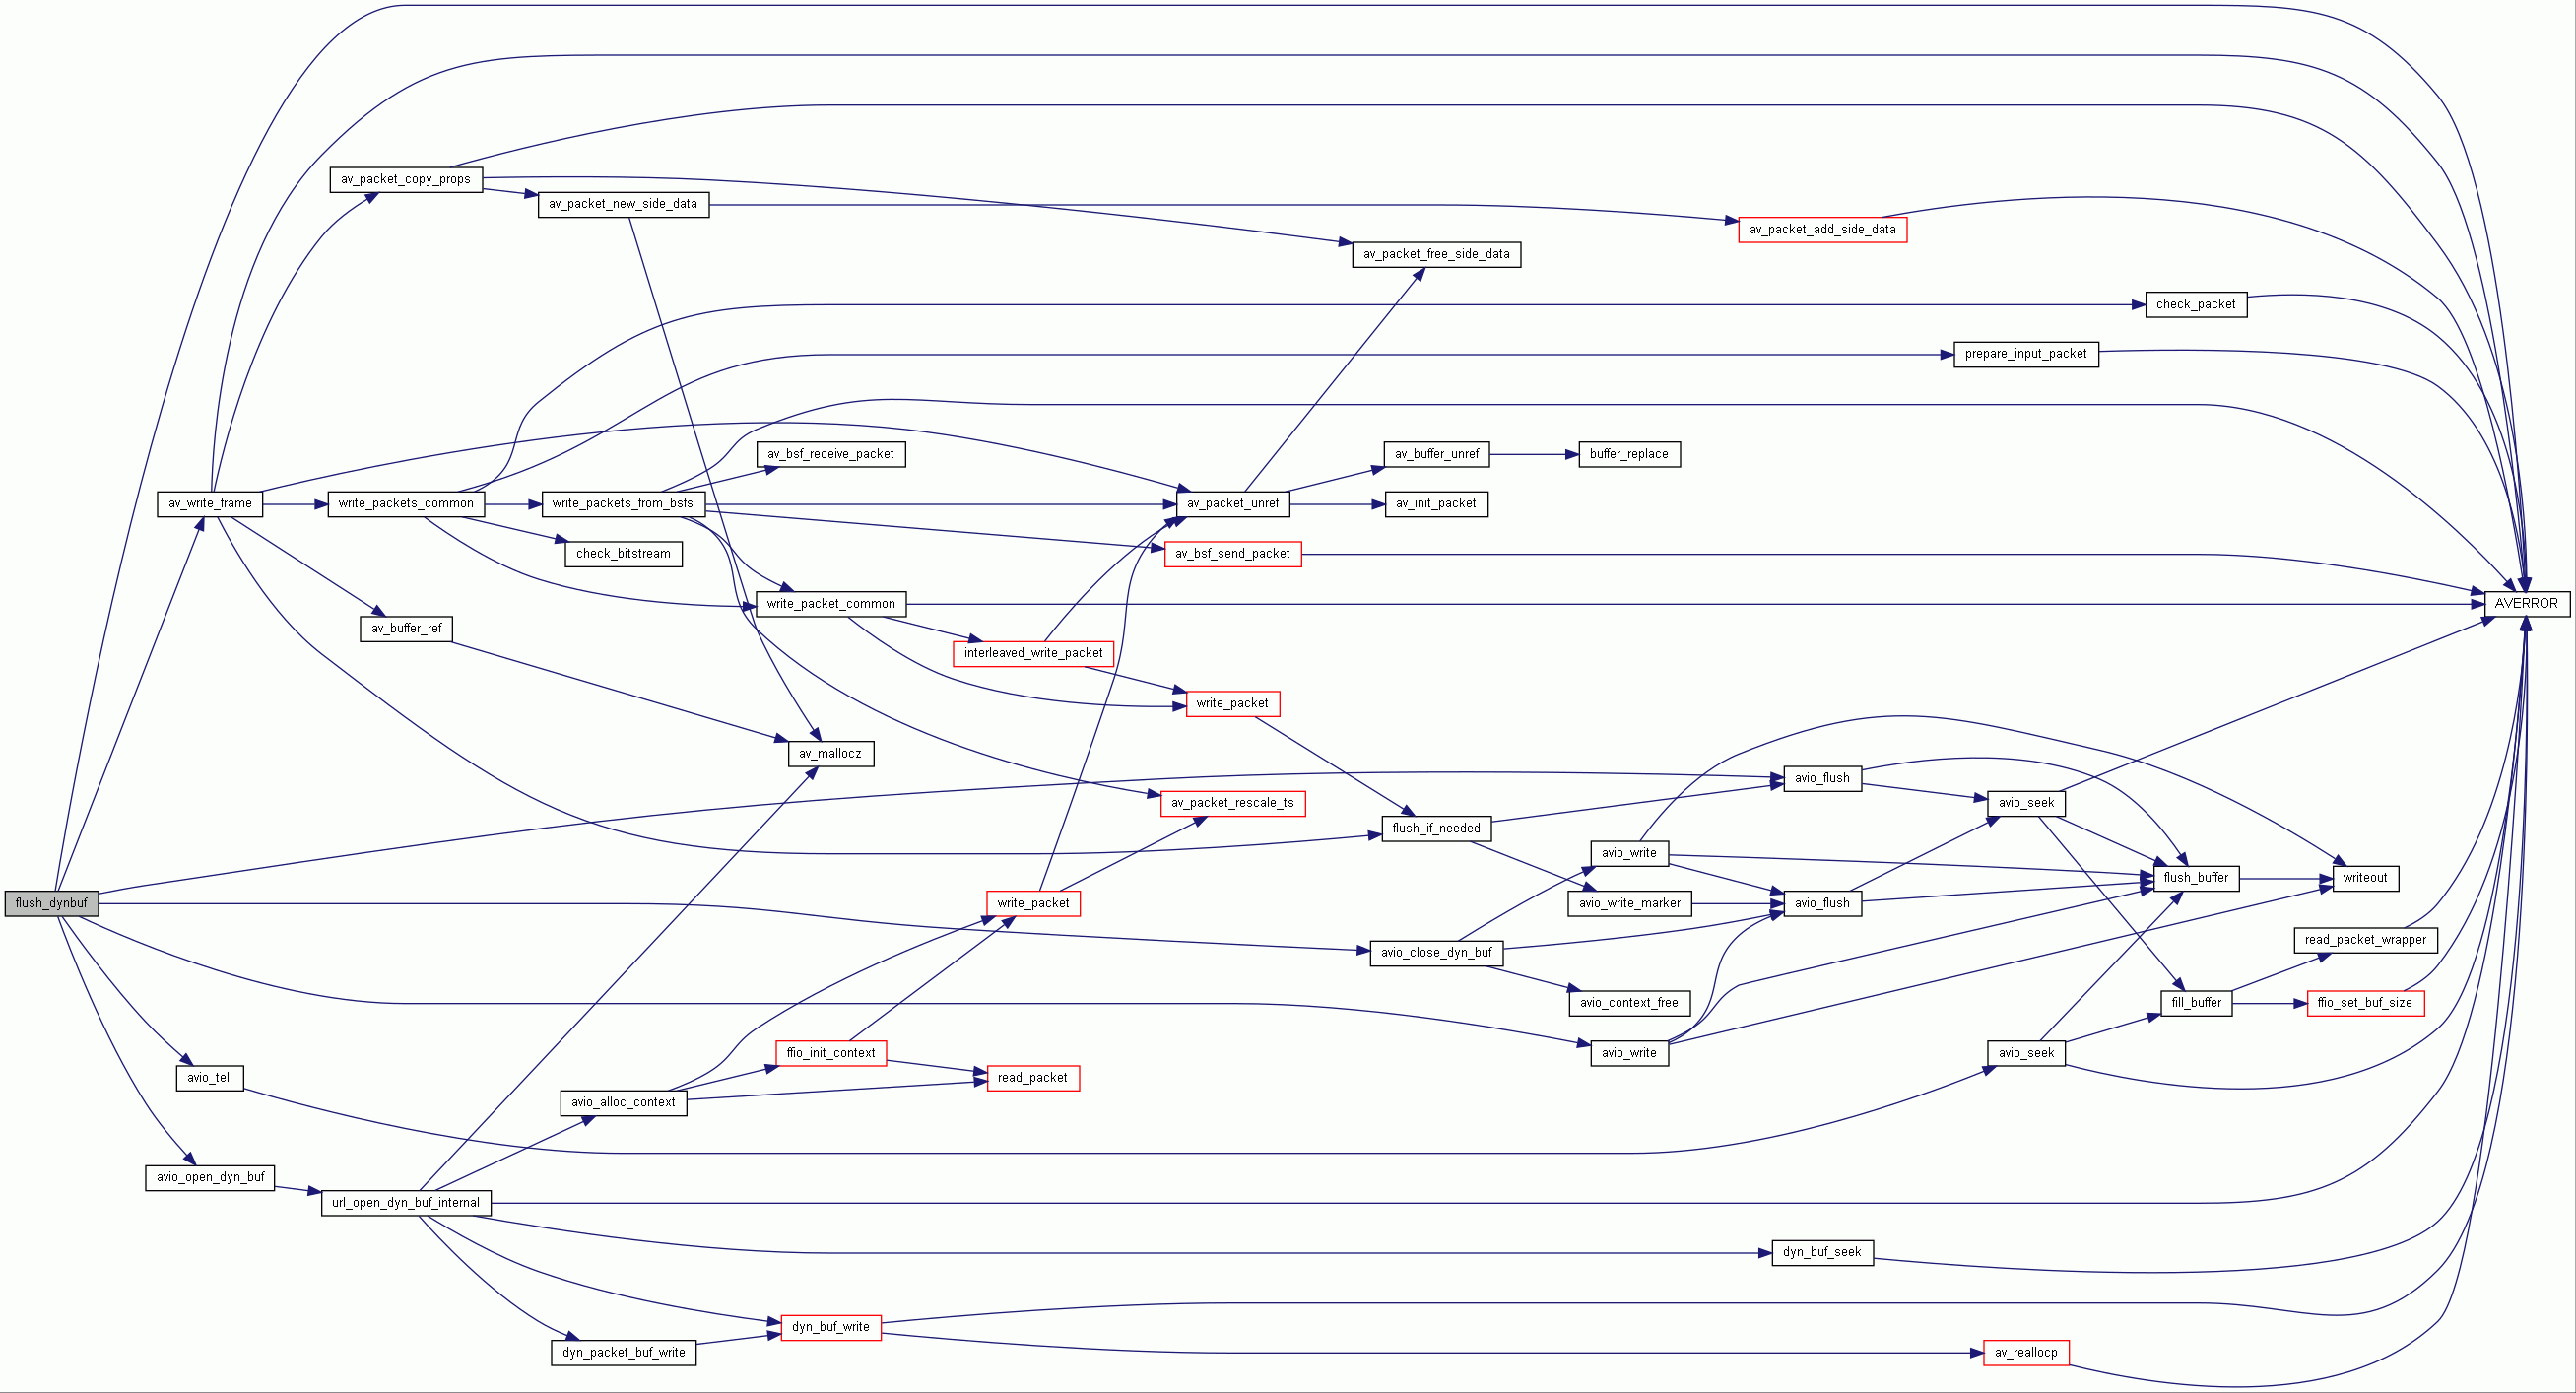 av_packet_copy_props
av_packet_new_side_data
av_packet_add_side_data
av_packet_free_side_data
check_packet
prepare_input_packet
av_bsf_receive_packet
av_buffer_unref
buffer_replace
av_write_frame
write_packets_common
write_packets_from_bsfs
av_packet_unref
av_init_packet
check_bitstream
av_bsf_send_packet
write_packet_common
AVERROR
av_buffer_ref
interleaved_write_packet
write_packet
av_mallocz
avio_flush
av_packet_rescale_ts
avio_seek
flush_if_needed
avio_write
flush_buffer
writeout
flush_dynbuf
write_packet
avio_write_marker
avio_flush
read_packet_wrapper
avio_close_dyn_buf
avio_context_free
fill_buffer
ffio_set_buf_size
ffio_init_context
avio_write
avio_seek
avio_tell
read_packet
avio_alloc_context
avio_open_dyn_buf
url_open_dyn_buf_internal
dyn_buf_seek
dyn_buf_write
dyn_packet_buf_write
av_reallocp